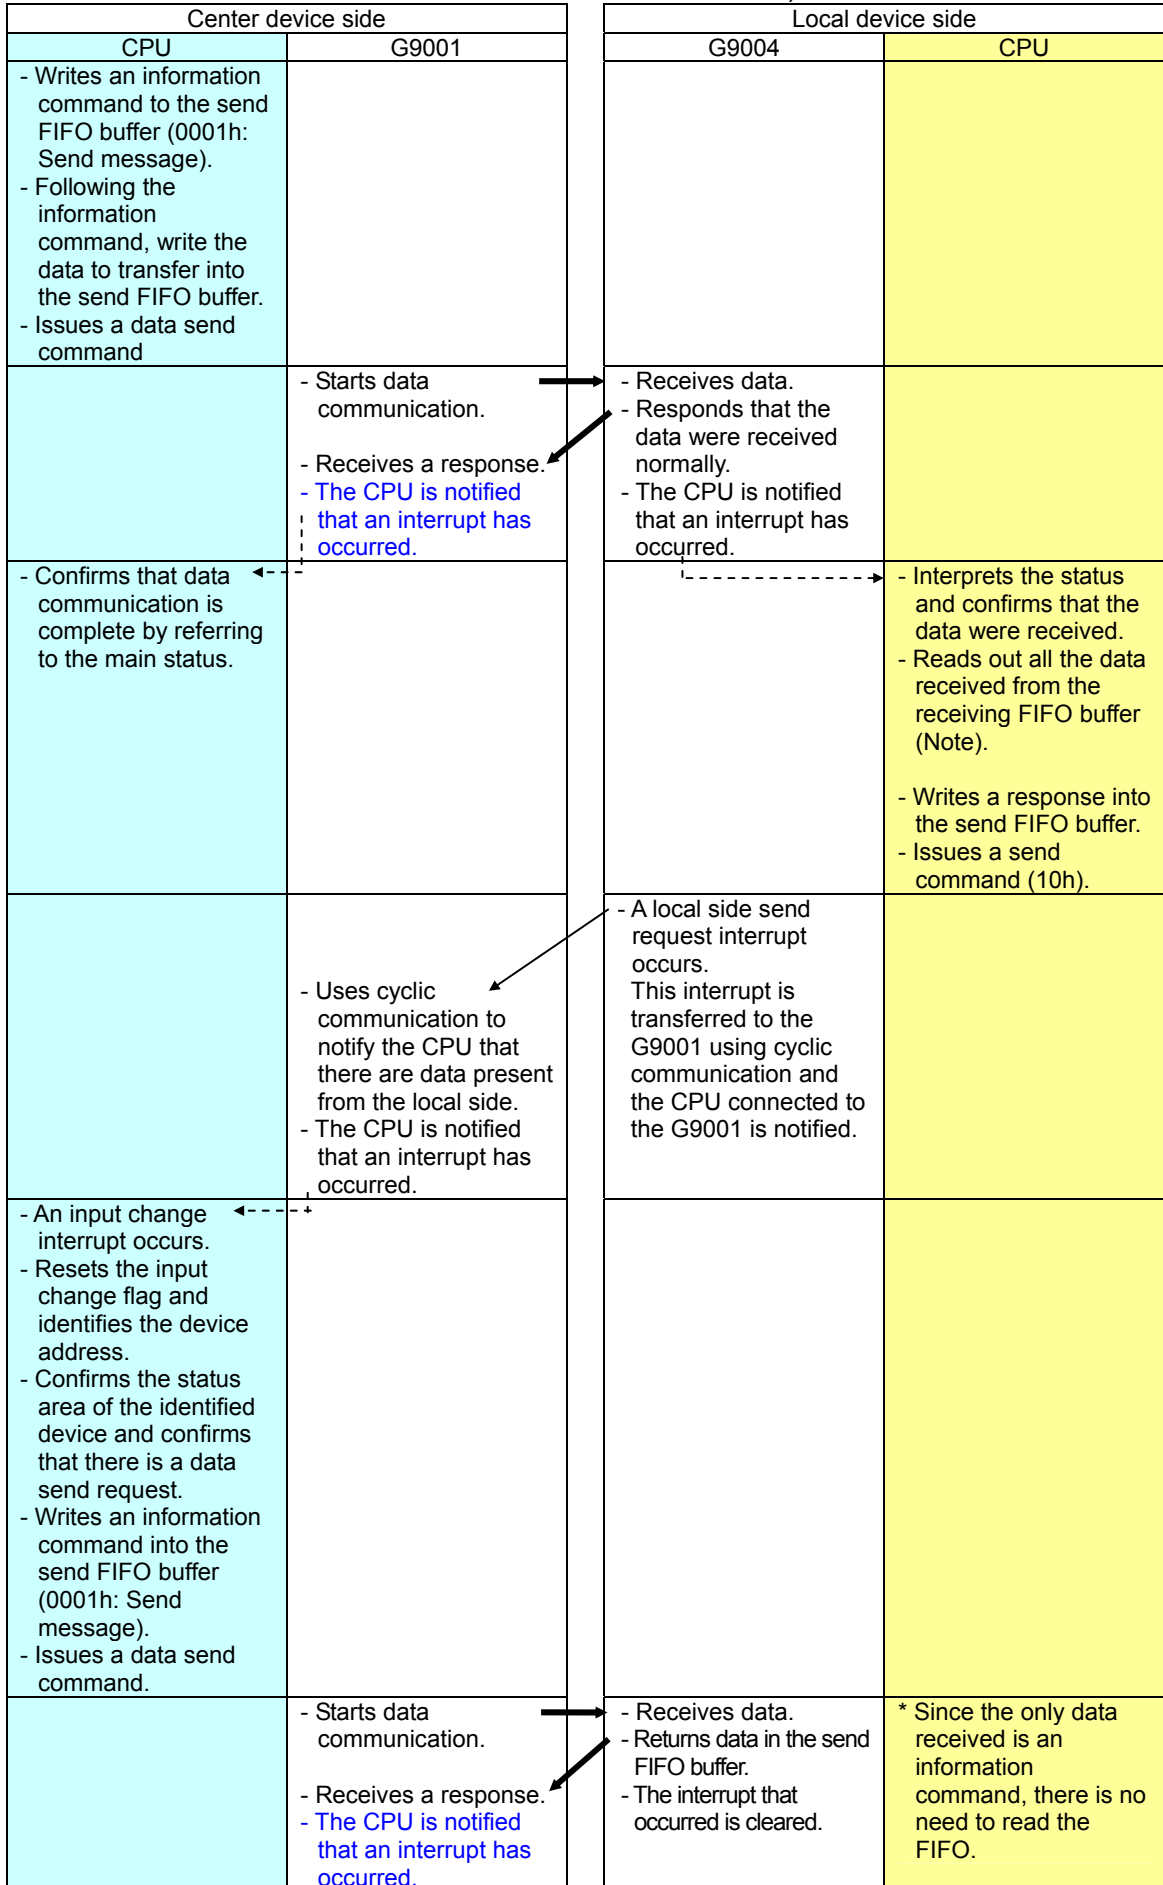 Center device side
Local device side
CPU
G9001
G9004
CPU
- Writes an information
command to the send
FIFO buffer (0001h:
Send message).
- Following the
information
command, write the
data to transfer into
the send FIFO buffer.
- Issues a data send
command
- Starts data
communication.
- Receives a response.
- The CPU is notified
that an interrupt has
occurred.
- Receives data.
- Responds that the
data were received
normally.
- The CPU is notified
that an interrupt has
occurred.
- Confirms that data
communication is
complete by referring
to the main status.
- Interprets the status
and confirms that the
data were received.
- Reads out all the data
received from the
receiving FIFO buffer
(Note).
- Writes a response into
the send FIFO buffer.
- Issues a send
command (10h).
- Uses cyclic
communication to
notify the CPU that
there are data present
from the local side.
- The CPU is notified
that an interrupt has
occurred.
- A local side send
request interrupt
occurs.
This interrupt is
transferred to the
G9001 using cyclic
communication and
the CPU connected to
the G9001 is notified.
- An input change
interrupt occurs.
- Resets the input
change flag and
identifies the device
address.
- Confirms the status
area of the identified
device and confirms
that there is a data
send request.
- Writes an information
command into the
send FIFO buffer
(0001h: Send
message).
- Issues a data send
command.
- Starts data
communication.
- Receives a response.
- The CPU is notified
that an interrupt has
occurred.
- Receives data.
- Returns data in the send
FIFO buffer.
- The interrupt that
occurred is cleared.
* Since the only data
received is an
information
command, there is no
need to read the
FIFO.